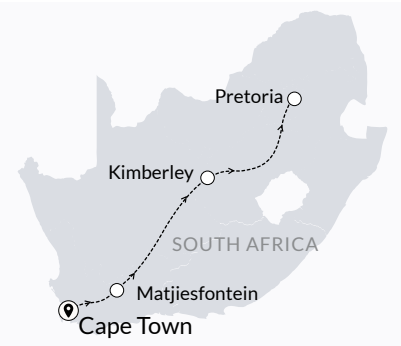 Pretoria
Kimberley
SOUTH AFRICA
Matjiesfontein
Cape Town